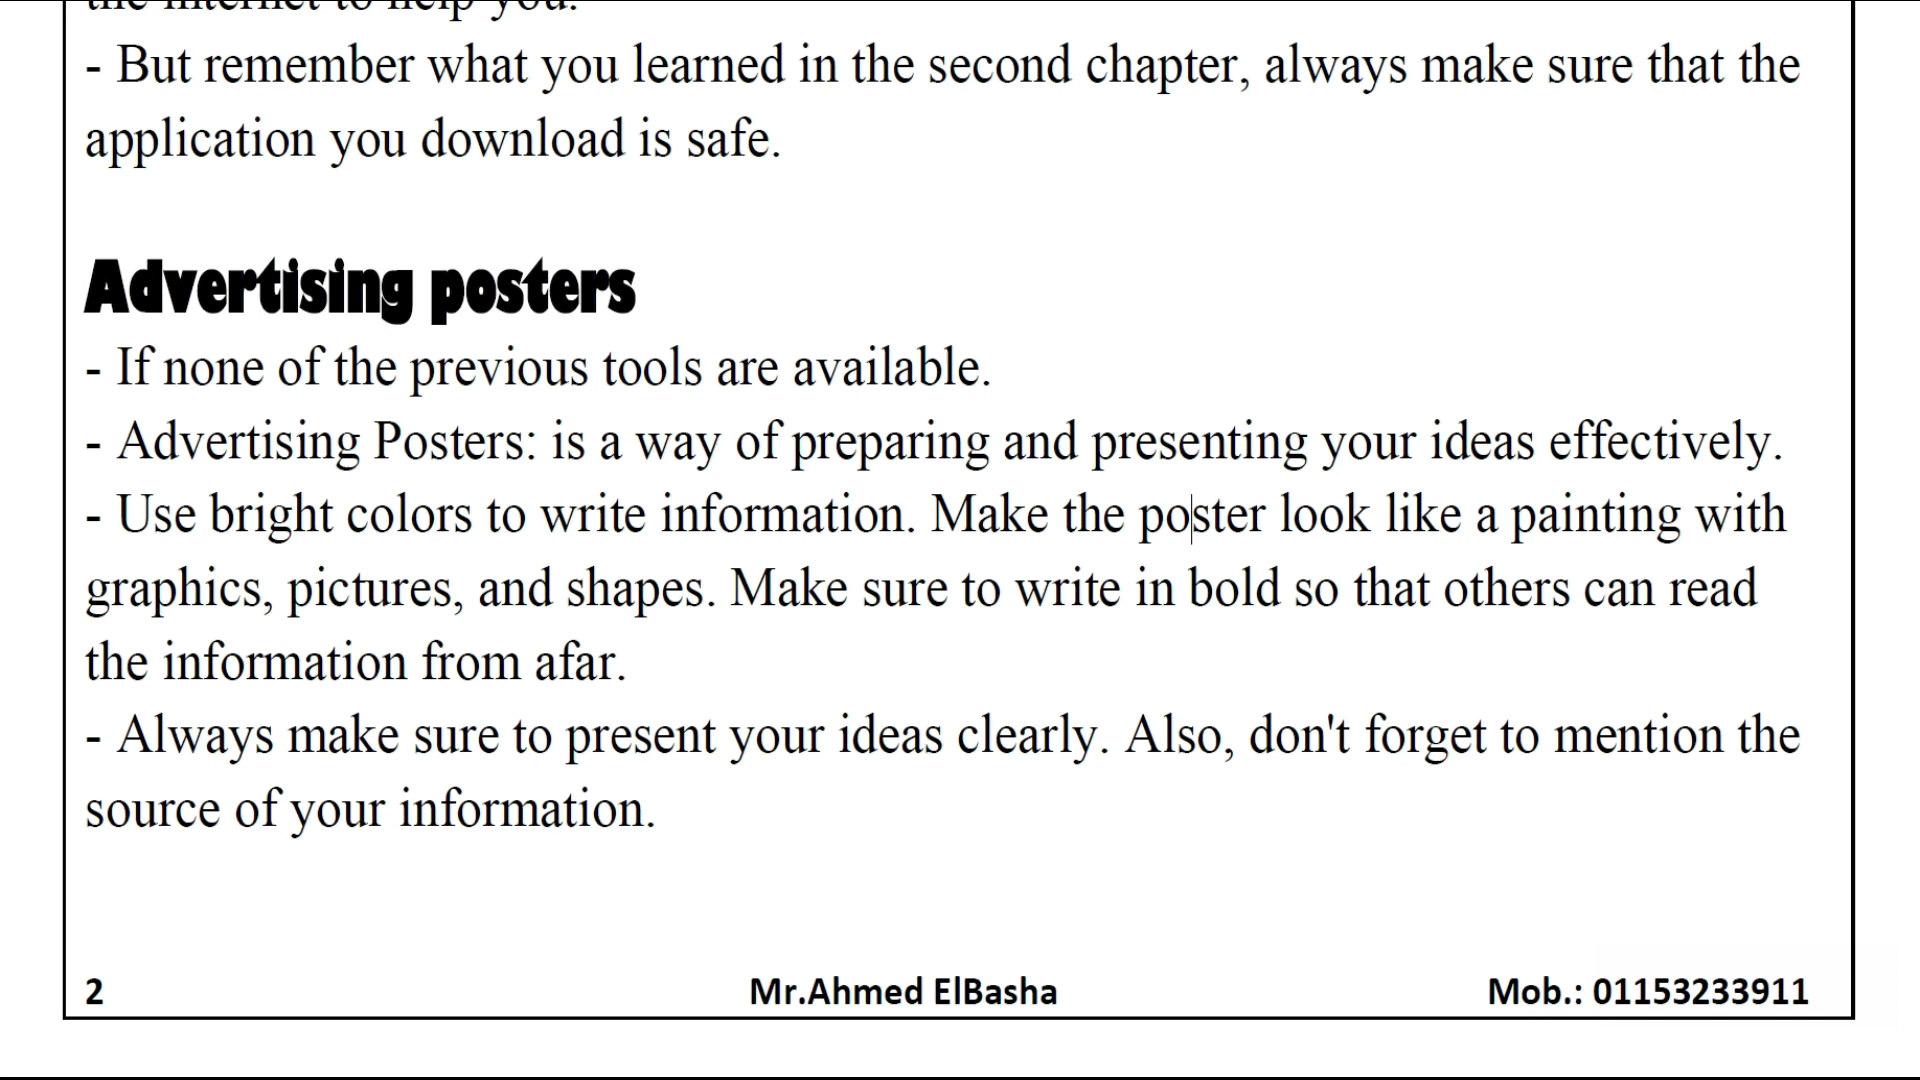 the internet to help you.
- But remember what you learned in the second chapter, always make sure that the
application you download is safe.
Advertising posters
- If none of the previous tools are available.
- Advertising Posters: is a way of preparing and presenting your ideas effectively.
- Use bright colors to write information. Make the poster look like a painting with
graphics, pictures, and shapes. Make sure to write in bold so that others can read
the information from afar.
- Always make sure to present your ideas clearly. Also, don't forget to mention the
source of your information.
2 Mr.Ahmed ElBasha Mob.: 01153233911